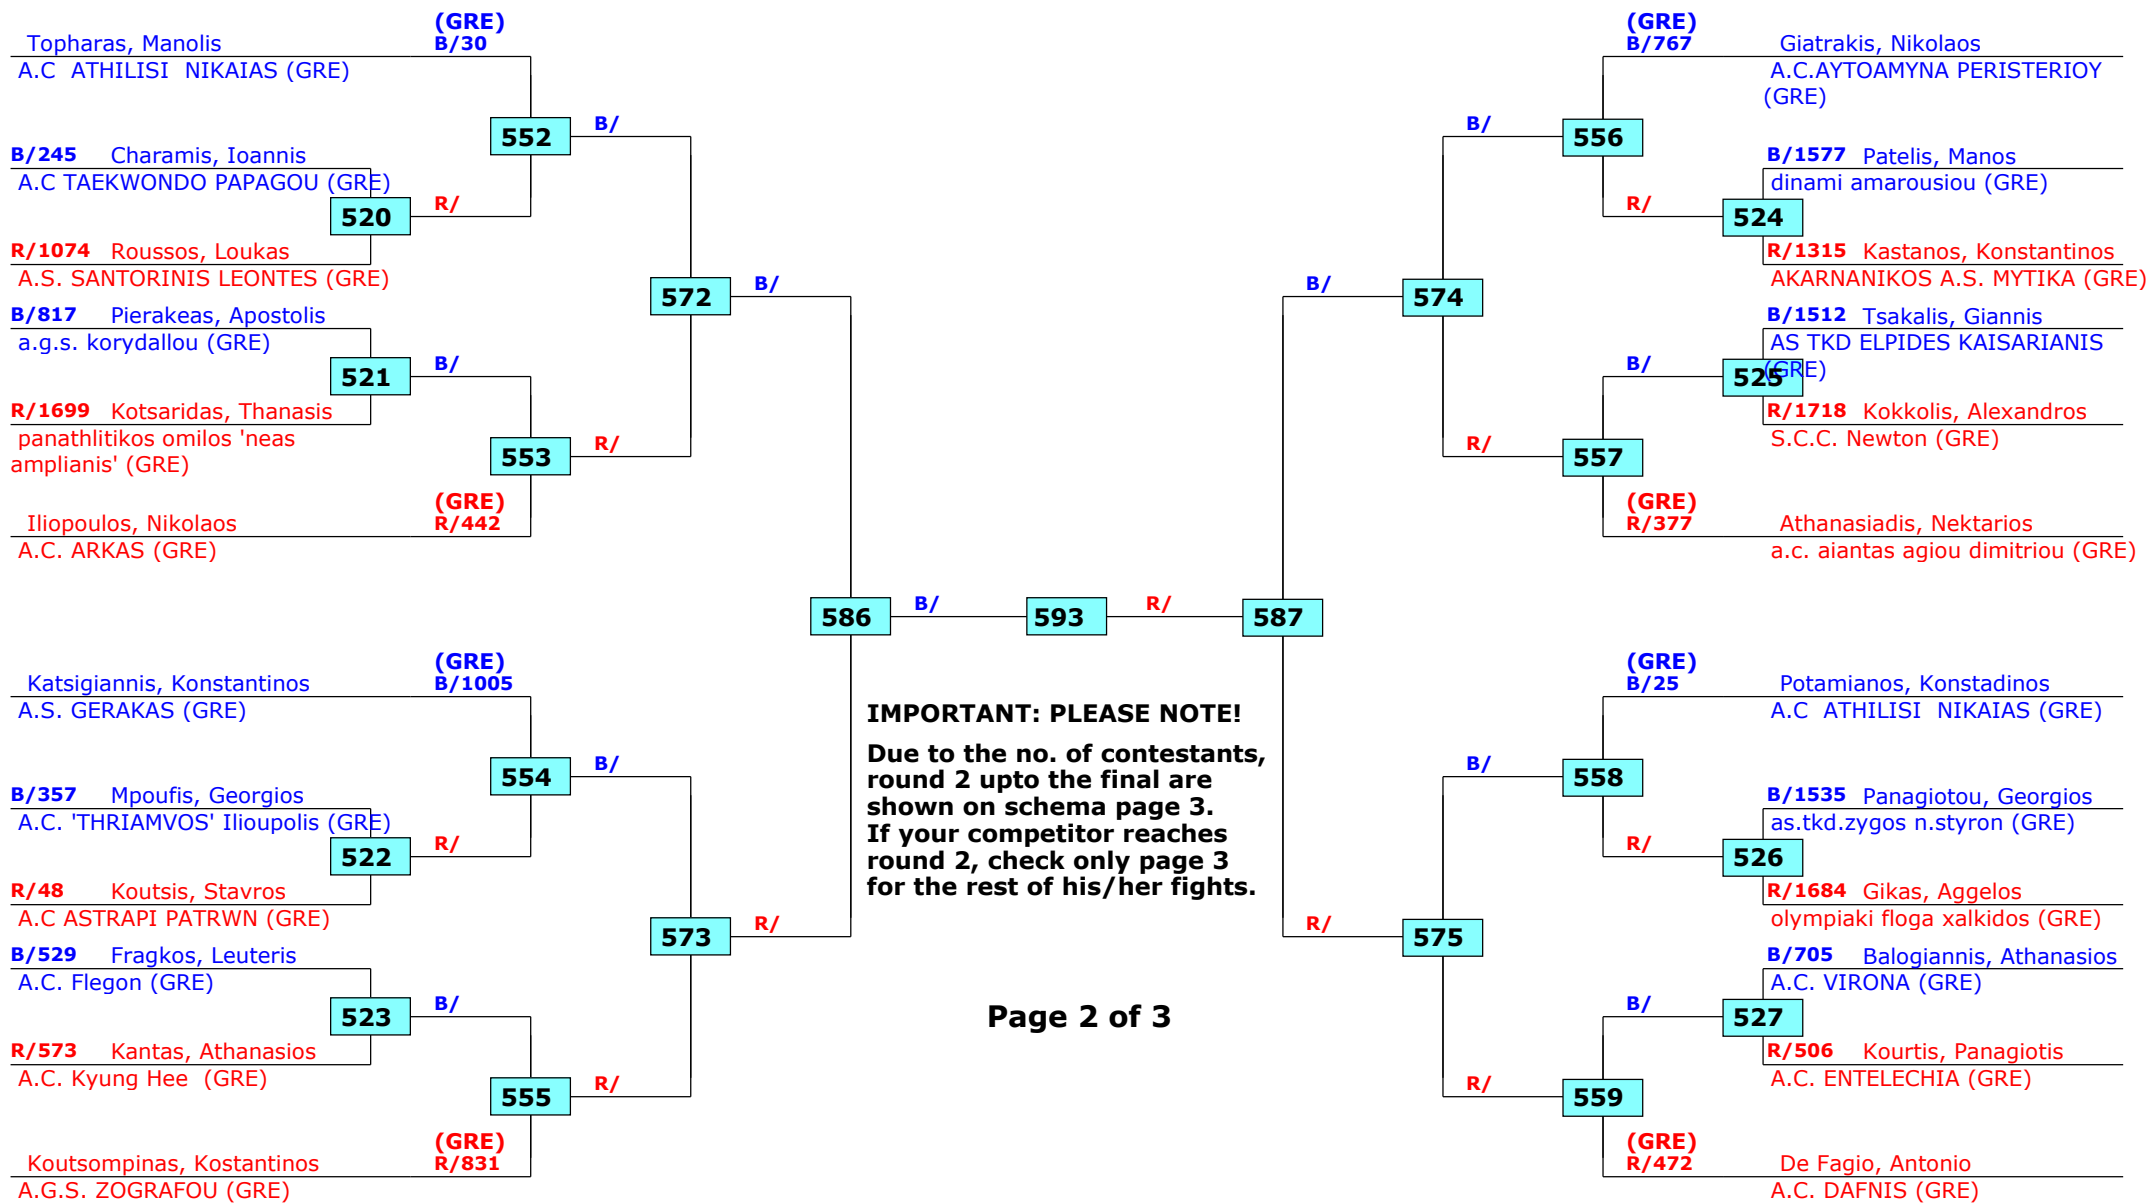 (GRE)
Topharas, Manolis B/30
A.C  ATHILISI  NIKAIAS (GRE)
552
B/
B/245 Charamis, Ioannis
A.C TAEKWONDO PAPAGOU (GRE)
520
R/
R/1074 Roussos, Loukas
A.S. SANTORINIS LEONTES (GRE)
572
B/
B/817 Pierakeas, Apostolis
a.g.s. korydallou (GRE)
521
B/
R/1699 Kotsaridas, Thanasis
panathlitikos omilos 'neas
amplianis' (GRE)
553
R/
(GRE)
Iliopoulos, Nikolaos R/442
A.C. ARKAS (GRE)
586
B/
593
R/
587
(GRE)
Katsigiannis, Konstantinos B/1005
A.S. GERAKAS (GRE)
554
B/
B/357 Mpoufis, Georgios
A.C. 'THRIAMVOS' Ilioupolis (GRE)
522
R/
R/48 Koutsis, Stavros
A.C ASTRAPI PATRWN (GRE)
573
R/
B/529 Fragkos, Leuteris
A.C. Flegon (GRE)
523
B/
R/573 Kantas, Athanasios
A.C. Kyung Hee  (GRE)
555
R/
(GRE)
Koutsompinas, Kostantinos R/831
A.G.S. ZOGRAFOU (GRE)
IMPORTANT: PLEASE NOTE!
Due to the no. of contestants,
round 2 upto the final are
shown on schema page 3.
If your competitor reaches
round 2, check only page 3
for the rest of his/her fights.
Page 2 of 3
(GRE)
B/767 Giatrakis, Nikolaos
A.C.AYTOAMYNA PERISTERIOY
(GRE)
B/
556
B/1577 Patelis, Manos
dinami amarousiou (GRE)
R/
524
R/1315 Kastanos, Konstantinos
AKARNANIKOS A.S. MYTIKA (GRE)
B/
574
B/1512 Tsakalis, Giannis
AS TKD ELPIDES KAISARIANIS
(GRE)
B/
525
R/1718 Kokkolis, Alexandros
S.C.C. Newton (GRE)
R/
557
(GRE)
R/377 Athanasiadis, Nektarios
a.c. aiantas agiou dimitriou (GRE)
(GRE)
B/25 Potamianos, Konstadinos
A.C  ATHILISI  NIKAIAS (GRE)
B/
558
B/1535 Panagiotou, Georgios
as.tkd.zygos n.styron (GRE)
R/
526
R/1684 Gikas, Aggelos
olympiaki floga xalkidos (GRE)
R/
575
B/705 Balogiannis, Athanasios
A.C. VIRONA (GRE)
B/
527
R/506 Kourtis, Panagiotis
A.C. ENTELECHIA (GRE)
R/
559
(GRE)
R/472 De Fagio, Antonio
A.C. DAFNIS (GRE)